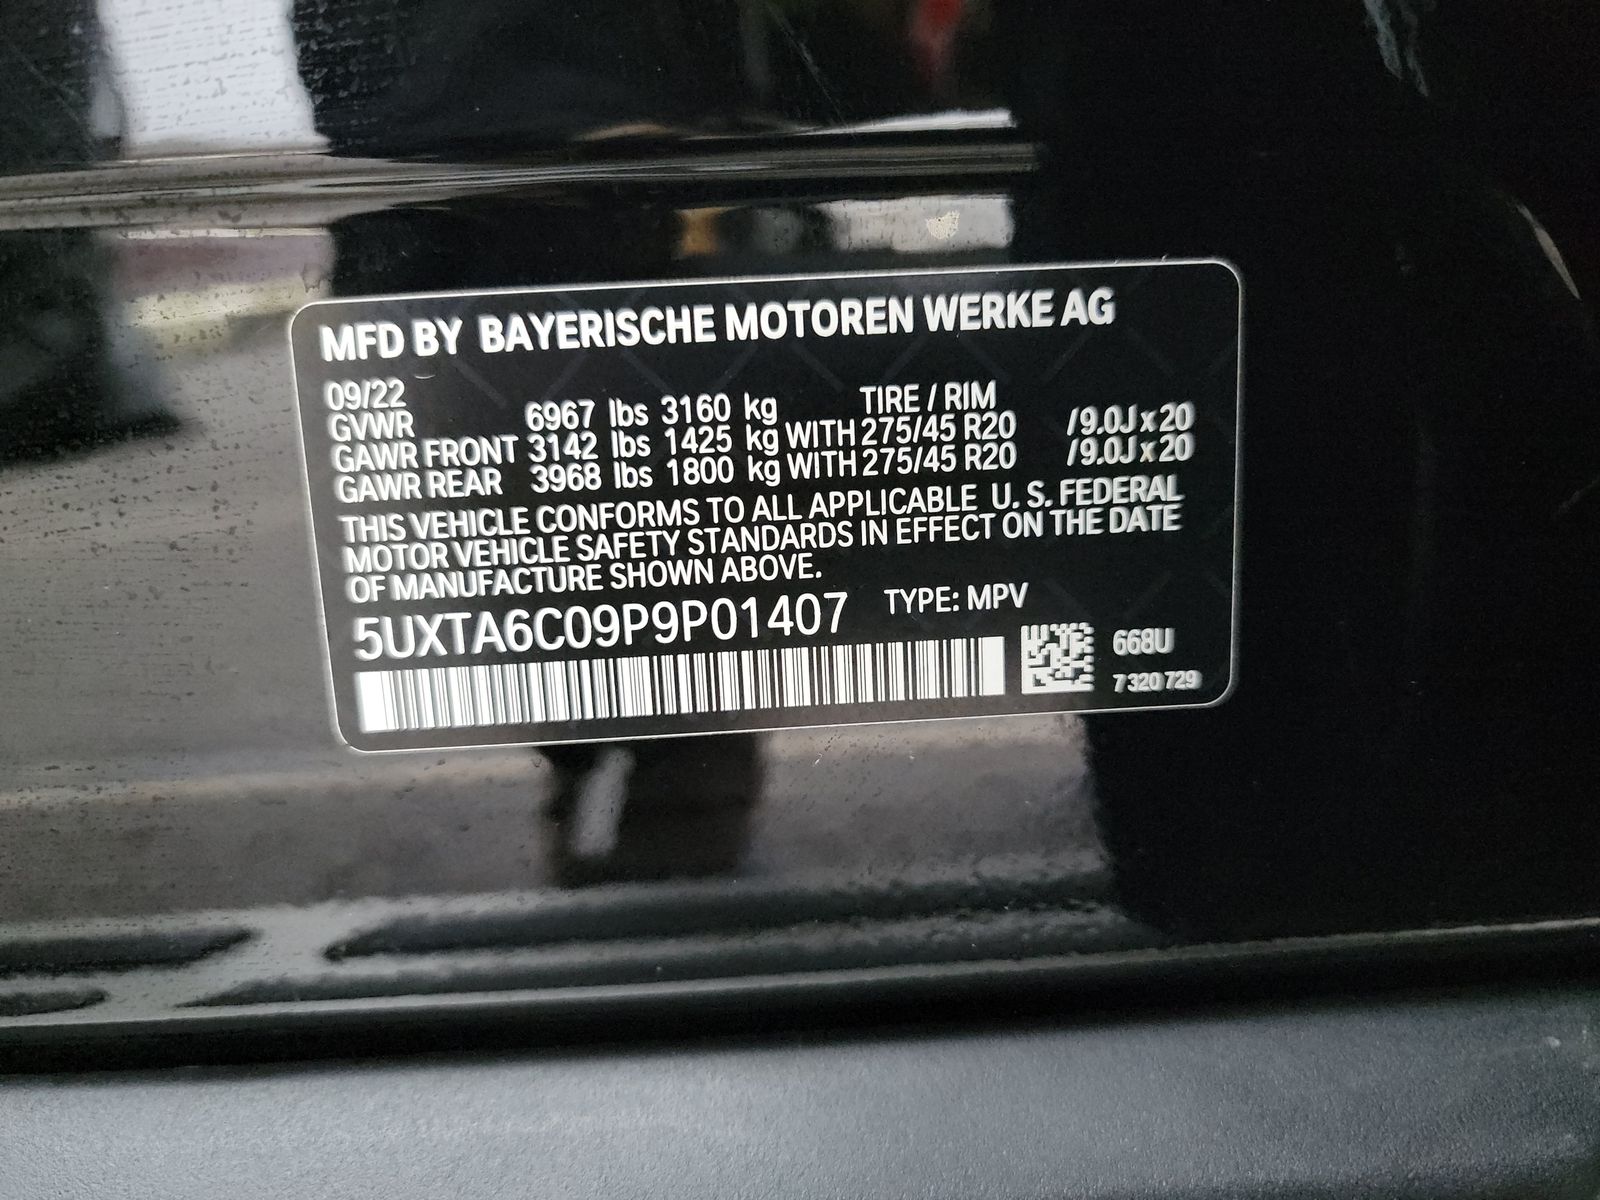 MFD BY BAYERISCHE MOTOREN WERKE AG
09/22 TIRE / RIM
GVWR 6967 lbs 3160 kg
GAWR FRONT 3142 lbs 1425 kg WITH 275/45 R20 /9.0J x 20
GAWR REAR 3968 lbs 1800 kg WITH 275/45 R20 /9.0J x 20
THIS VEHICLE CONFORMS TO ALL APPLICABLE U. S. FEDERAL
MOTOR VEHICLE SAFETY STANDARDS IN EFFECT ON THE DATE
OF MANUFACTURE SHOWN ABOVE.
5UXTA6C09P9P01407 TYPE: MPV
668U
7 320 729